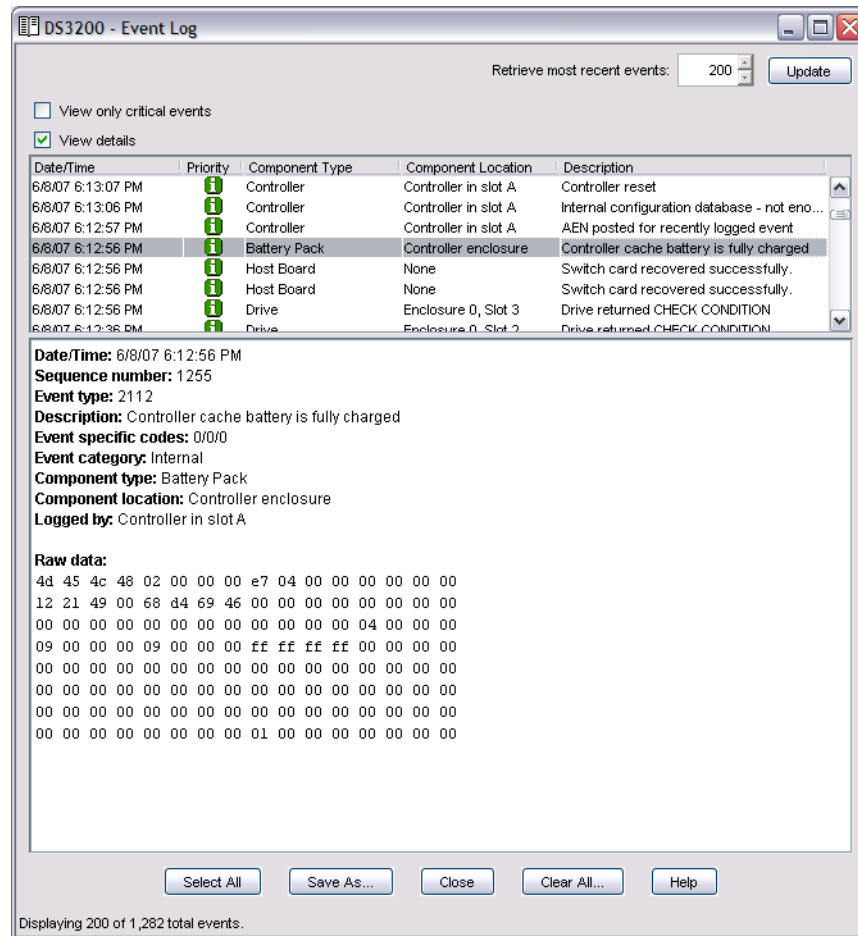 DS3200 - Event Log
Retrieve most recent events: 200 Update
View only critical events
View details
Date/Time Priority Component Type Component Location Description
6/8/07 6:13:07 PM Controller Controller in slot A Controller reset
6/8/07 6:13:06 PM Controller Controller in slot A Internal configuration database - not eno...
6/8/07 6:12:57 PM Controller Controller in slot A AEN posted for recently logged event
6/8/07 6:12:56 PM Battery Pack Controller enclosure Controller cache battery is fully charged
6/8/07 6:12:56 PM Host Board None Switch card recovered successfully.
6/8/07 6:12:56 PM Host Board None Switch card recovered successfully.
6/8/07 6:12:56 PM Drive Enclosure 0, Slot 3 Drive returned CHECK CONDITION
6/8/07 6:12:36 PM Drive Enclosure 0, Slot 2 Drive returned CHECK CONDITION
Date/Time: 6/8/07 6:12:56 PM
Sequence number: 1255
Event type: 2112
Description: Controller cache battery is fully charged
Event specific codes: 0/0/0
Event category: Internal
Component type: Battery Pack
Component location: Controller enclosure
Logged by: Controller in slot A
Raw data:
4d 45 4c 48 02 00 00 00 e7 04 00 00 00 00 00 00
12 21 49 00 68 d4 69 46 00 00 00 00 00 00 00 00
00 00 00 00 00 00 00 00 00 00 00 00 04 00 00 00
09 00 00 00 09 00 00 00 ff ff ff ff 00 00 00 00
00 00 00 00 00 00 00 00 00 00 00 00 00 00 00 00
00 00 00 00 00 00 00 00 00 00 00 00 00 00 00 00
00 00 00 00 00 00 00 00 00 00 00 00 00 00 00 00
00 00 00 00 00 00 00 00 01 00 00 00 00 00 00 00
Select All Save As... Close Clear All... Help
Displaying 200 of 1,282 total events.